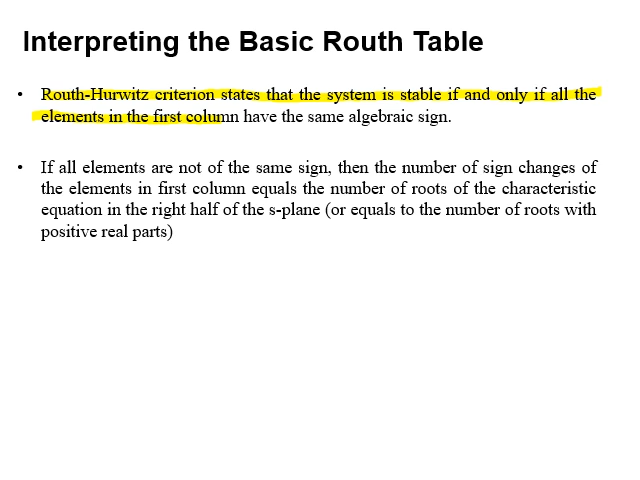 Interpreting the Basic Routh Table
• Routh-Hurwitz criterion states that the system is stable if and only if all the
elements in the first column have the same algebraic sign.
• If all elements are not of the same sign, then the number of sign changes of
the elements in first column equals the number of roots of the characteristic
equation in the right half of the s-plane (or equals to the number of roots with
positive real parts)